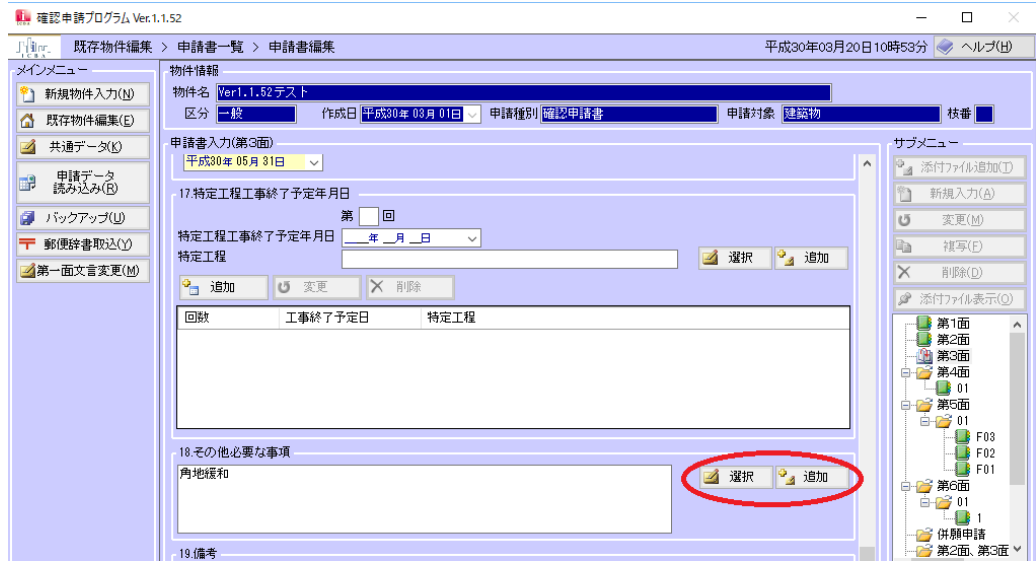 確認申請プログラム Ver.1.1.52
ICBA
既存物件編集 > 申請書一覧 > 申請書編集
平成30年03月20日10時53分
ヘルプ(H)
メインメニュー
新規物件入力(N)
既存物件編集(E)
共通データ(K)
申請データ
読み込み(R)
バックアップ(U)
郵便辞書取込(Y)
第一面文言変更(M)
物件情報
物件名 Ver1.1.52テスト
区分 一般 作成日 平成30年 03月 01日 申請種別 確認申請書 申請対象 建築物 枝番
申請書入力(第3面)
平成30年 05月 31日
17.特定工程工事終了予定年月日
第 回
特定工程工事終了予定年月日 ____年 __月 __日
特定工程 選択 追加
追加 変更 削除
回数 工事終了予定日 特定工程
18.その他必要な事項
角地緩和
選択 追加
19.備考
サブメニュー
添付ファイル追加(T)
新規入力(A)
変更(M)
複写(F)
削除(D)
添付ファイル表示(O)
第1面
第2面
第3面
第4面
01
第5面
01
F03
F02
F01
第6面
01
1
併願申請
第2面、第3面